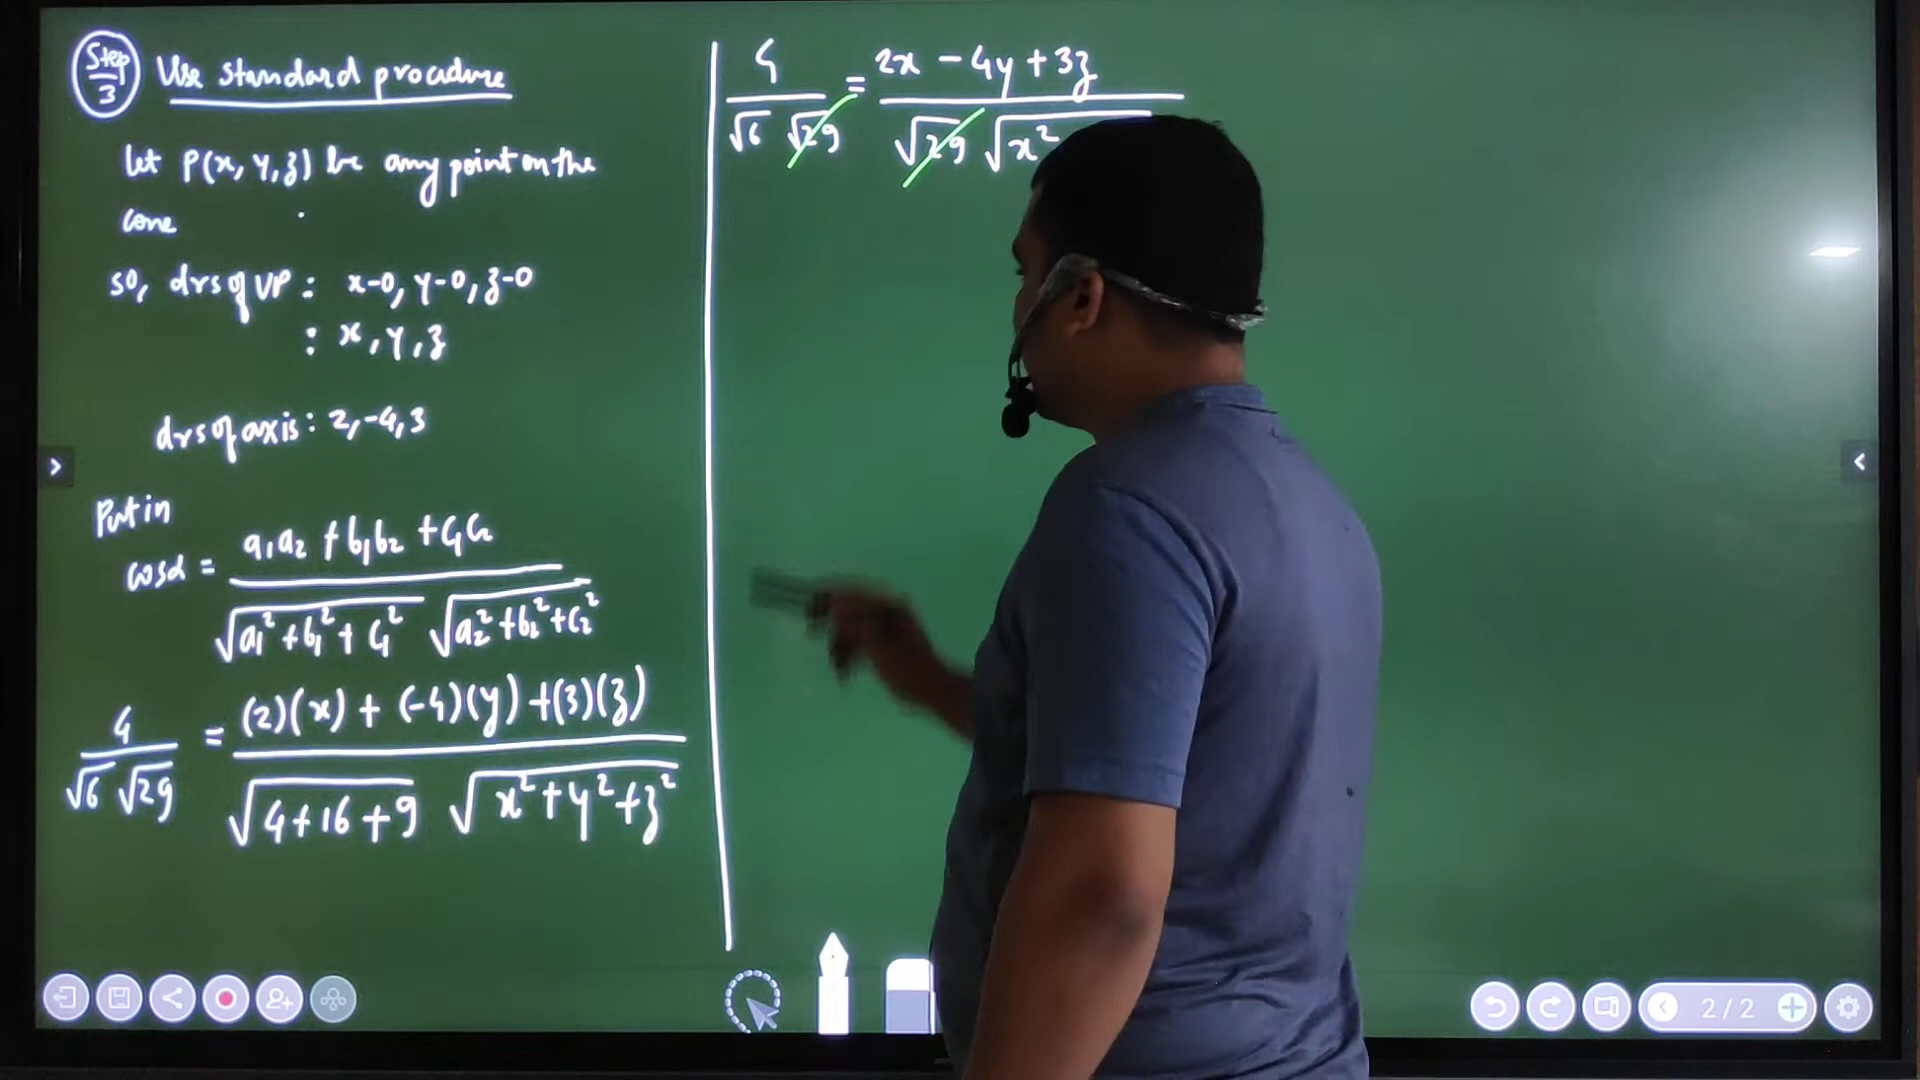 Step 3 Use standard procedure
Let P(x, y, z) be any point on the
cone
so, drs of VP : x-0, y-0, z-0
: x, y, z
drs of axis : 2, -4, 3
Put in
cosα = a₁a₂ + b₁b₂ + c₁c₂
√a₁² + b₁² + c₁² √a₂² + b₂² + c₂²
4 = (2)(x) + (-4)(y) + (3)(z)
√6 √29 √4+16+9 √x² + y² + z²
4 = 2x - 4y + 3z
√6 √29 √29 √x²
2/2